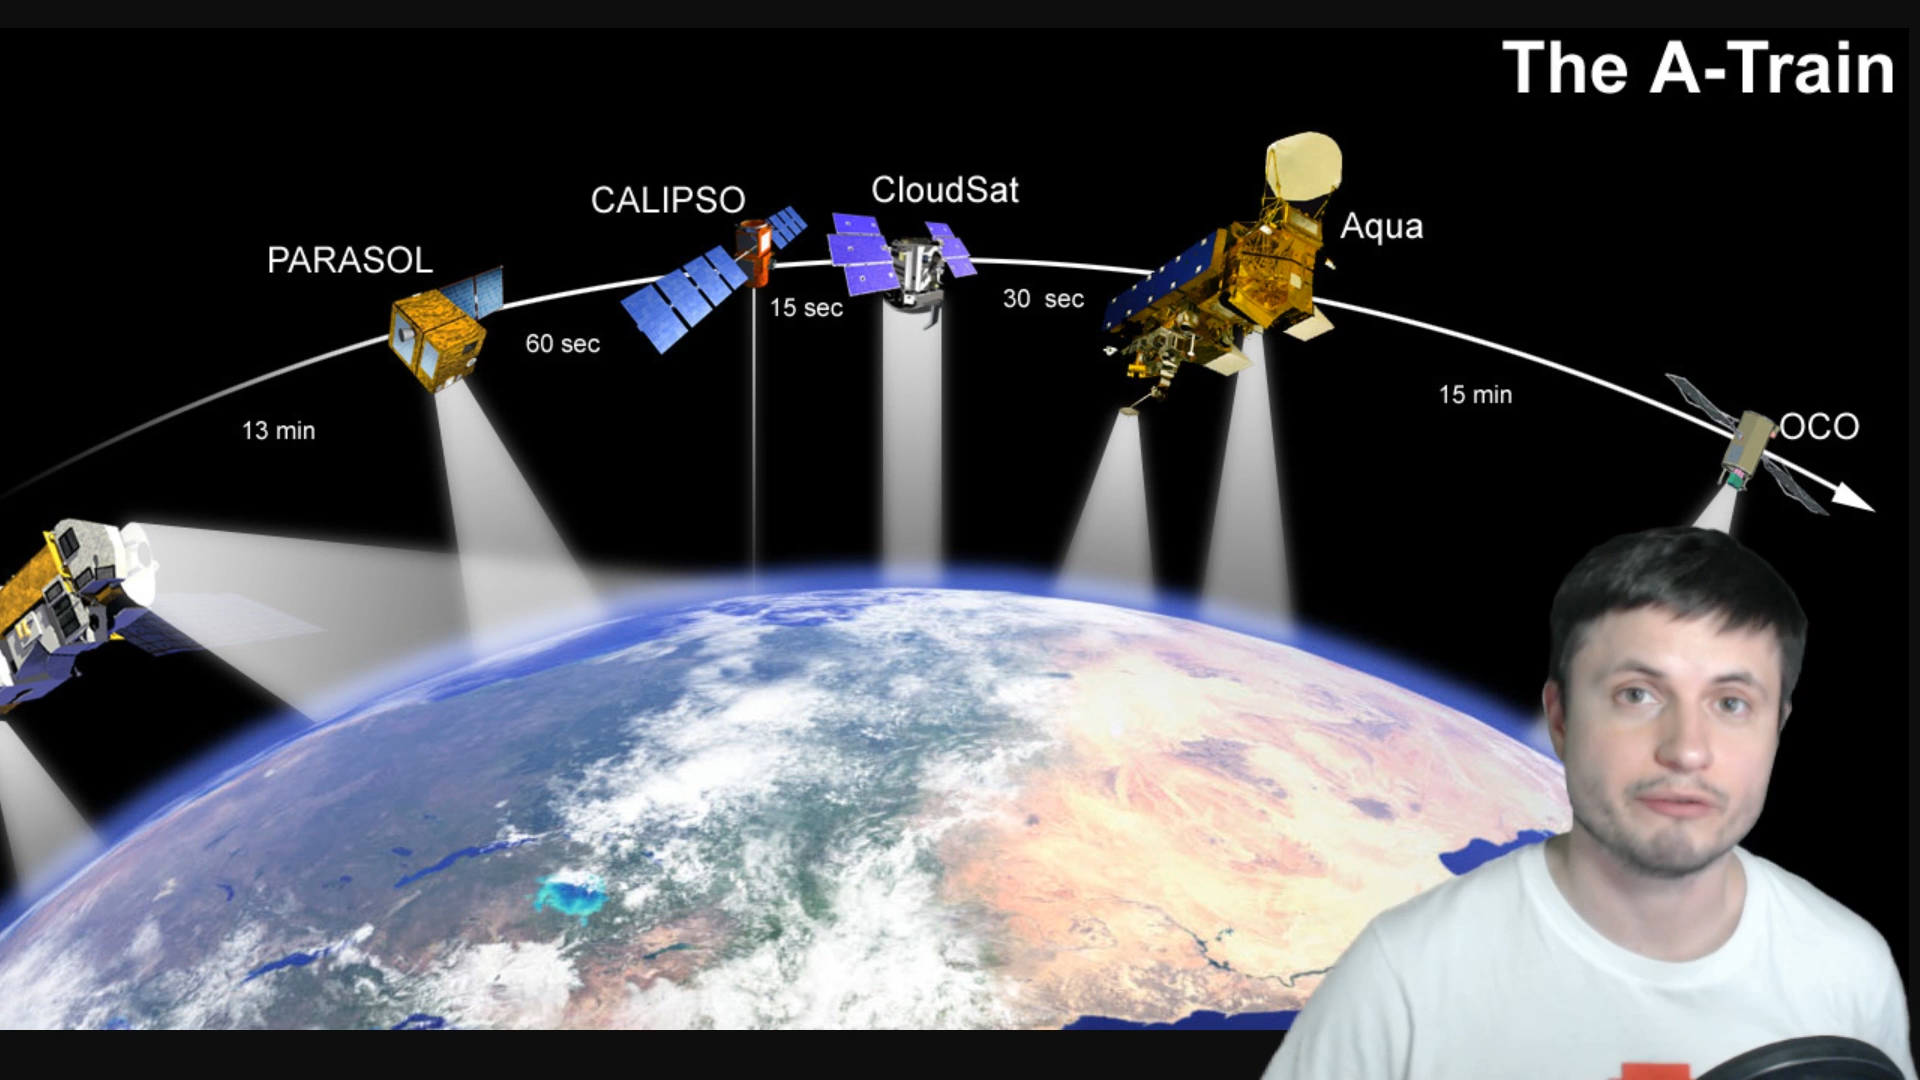 The A-Train
CloudSat
CALIPSO
Aqua
PARASOL
15 sec
30 sec
60 sec
15 min
OCO
13 min